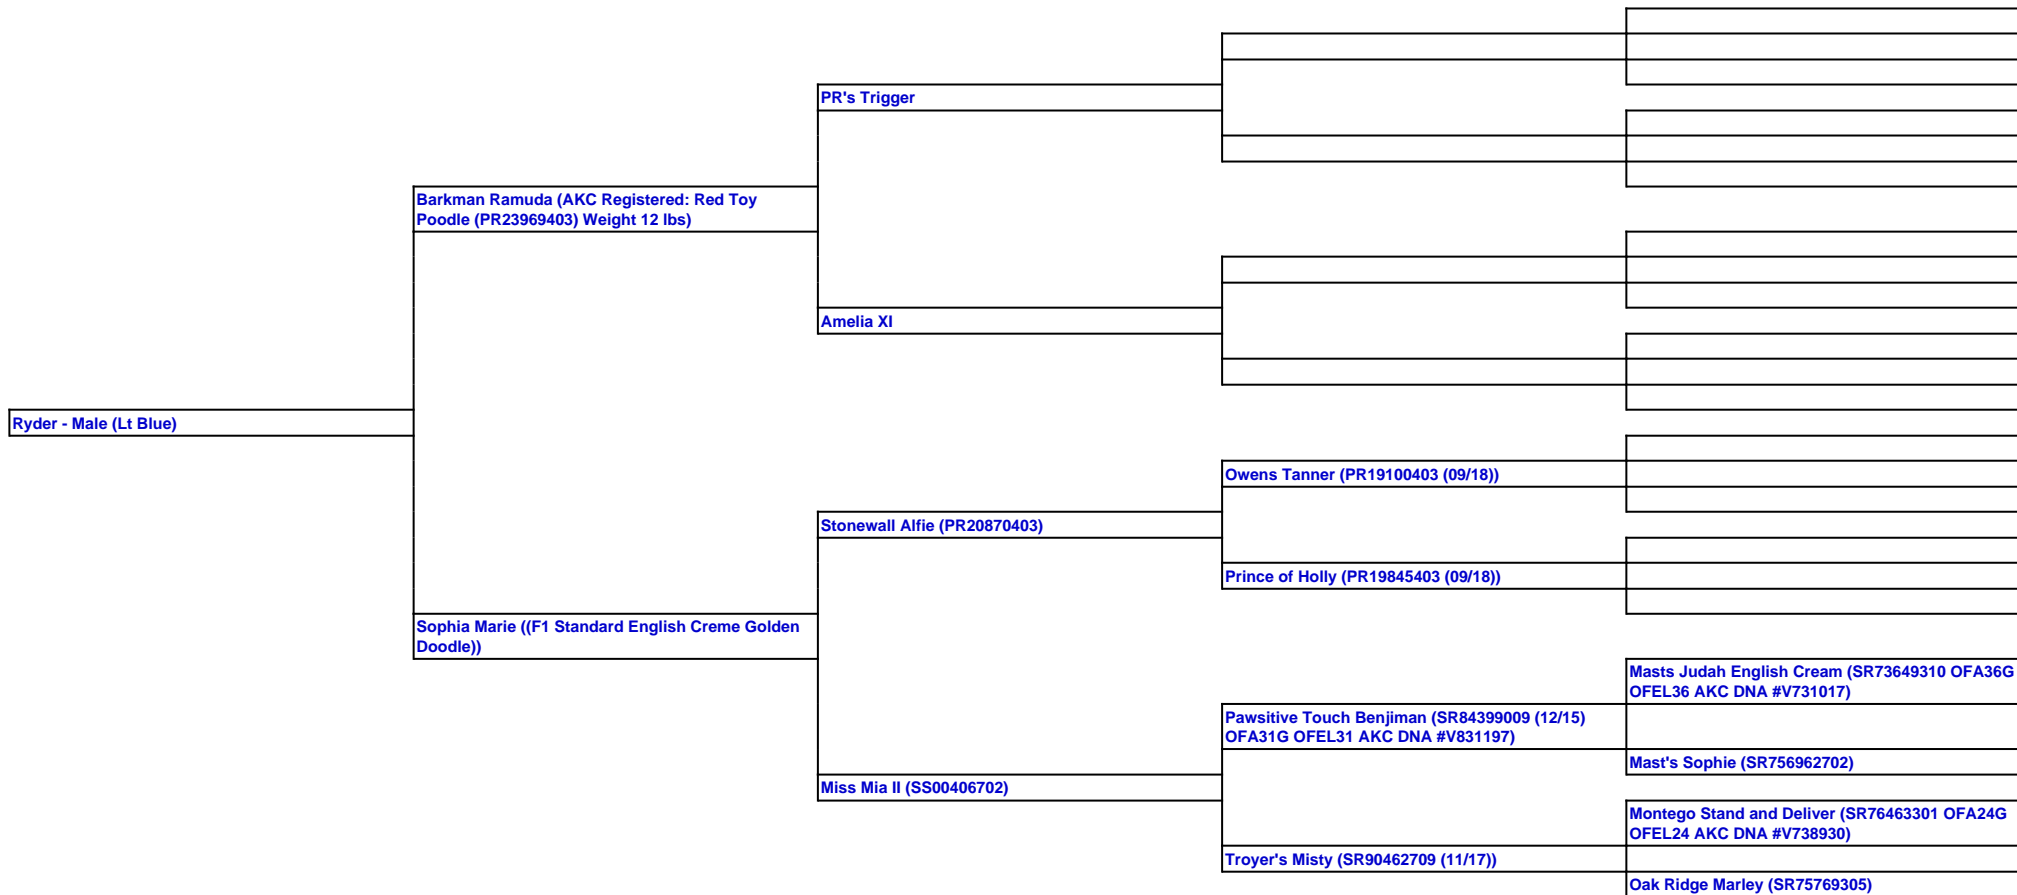 PR's Trigger
Barkman Ramuda (AKC Registered: Red Toy
Poodle (PR23969403) Weight 12 lbs)
Amelia XI
Ryder - Male (Lt Blue)
Owens Tanner (PR19100403 (09/18))
Stonewall Alfie (PR20870403)
Prince of Holly (PR19845403 (09/18))
Sophia Marie ((F1 Standard English Creme Golden
Doodle))
Masts Judah English Cream (SR73649310 OFA36G
OFEL36 AKC DNA #V731017)
Pawsitive Touch Benjiman (SR84399009 (12/15)
OFA31G OFEL31 AKC DNA #V831197)
Mast's Sophie (SR756962702)
Miss Mia II (SS00406702)
Montego Stand and Deliver (SR76463301 OFA24G
OFEL24 AKC DNA #V738930)
Troyer's Misty (SR90462709 (11/17))
Oak Ridge Marley (SR75769305)